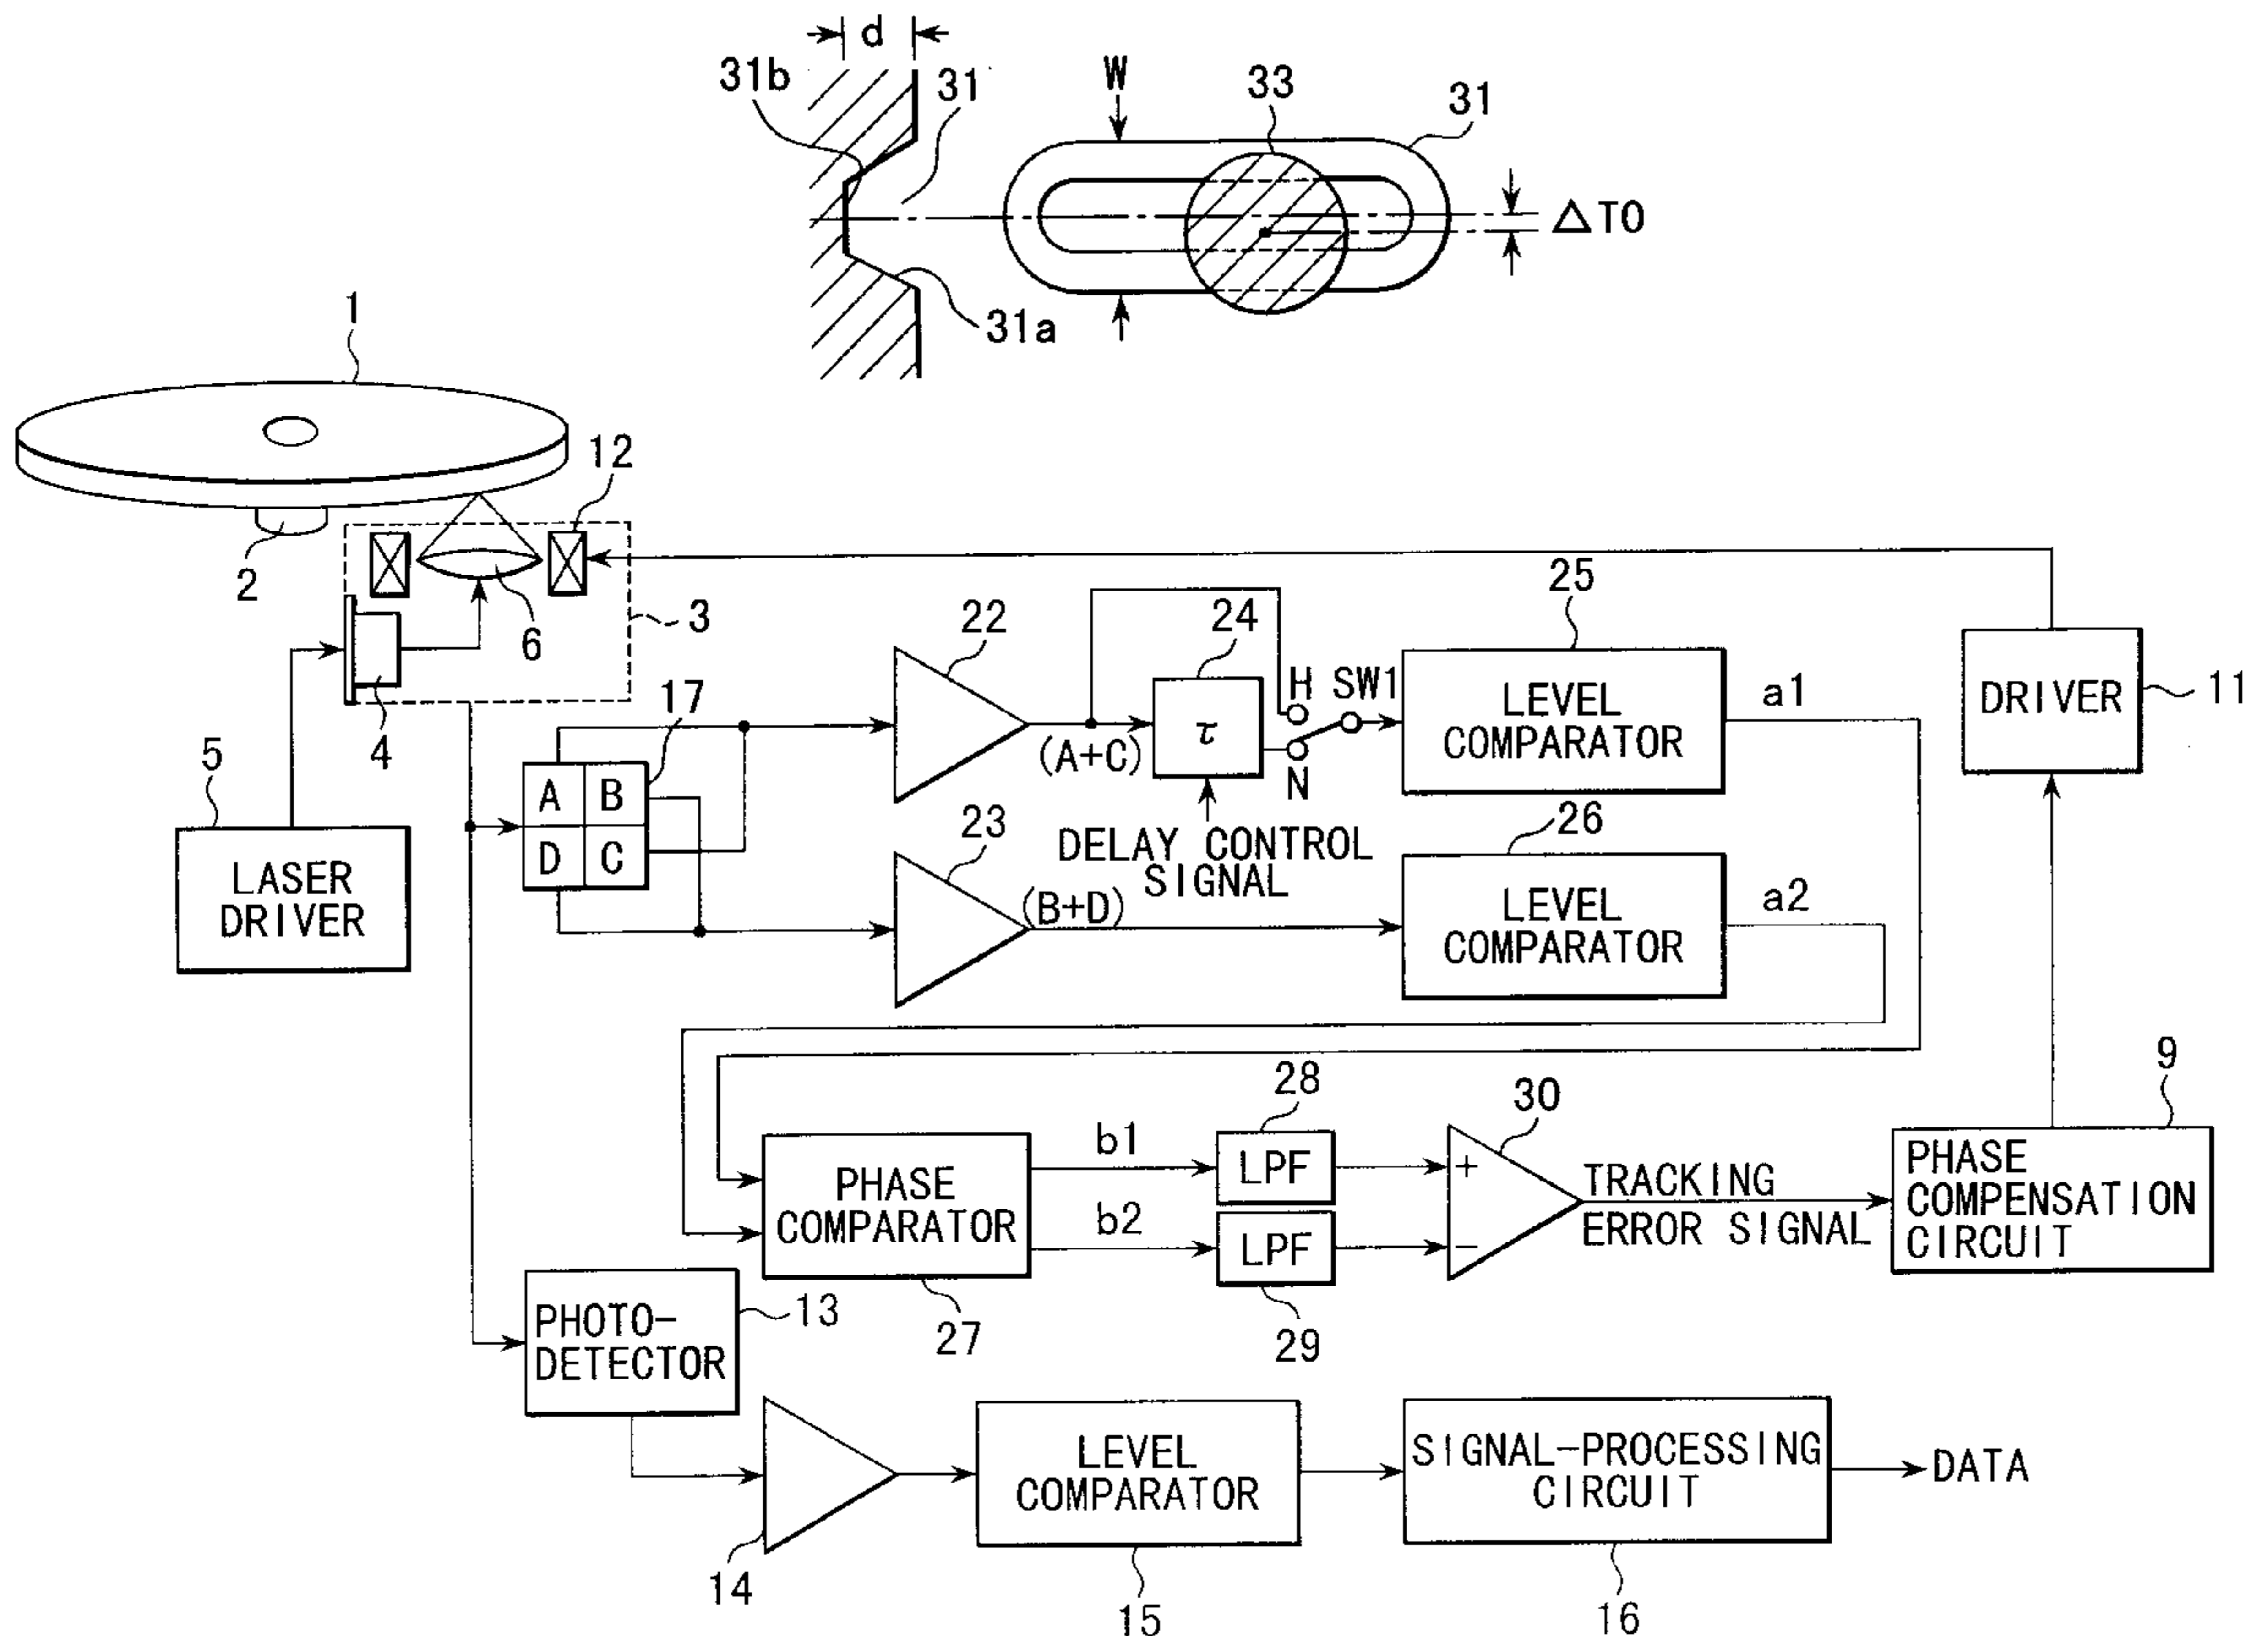 d
31b
31
W
33
31
△TO
31a
1
12
2
6
3
4
5
LASER
DRIVER
17
A B
D C
22
(A+C)
24
τ
H
SW1
N
DELAY CONTROL
SIGNAL
25
LEVEL
COMPARATOR
a1
DRIVER
11
23
(B+D)
26
LEVEL
COMPARATOR
a2
PHASE
COMPARATOR
27
b1
b2
28
LPF
LPF
29
30
+
−
TRACKING
ERROR SIGNAL
9
PHASE
COMPENSATION
CIRCUIT
PHOTO-
DETECTOR
13
14
LEVEL
COMPARATOR
15
SIGNAL-PROCESSING
CIRCUIT
16
DATA